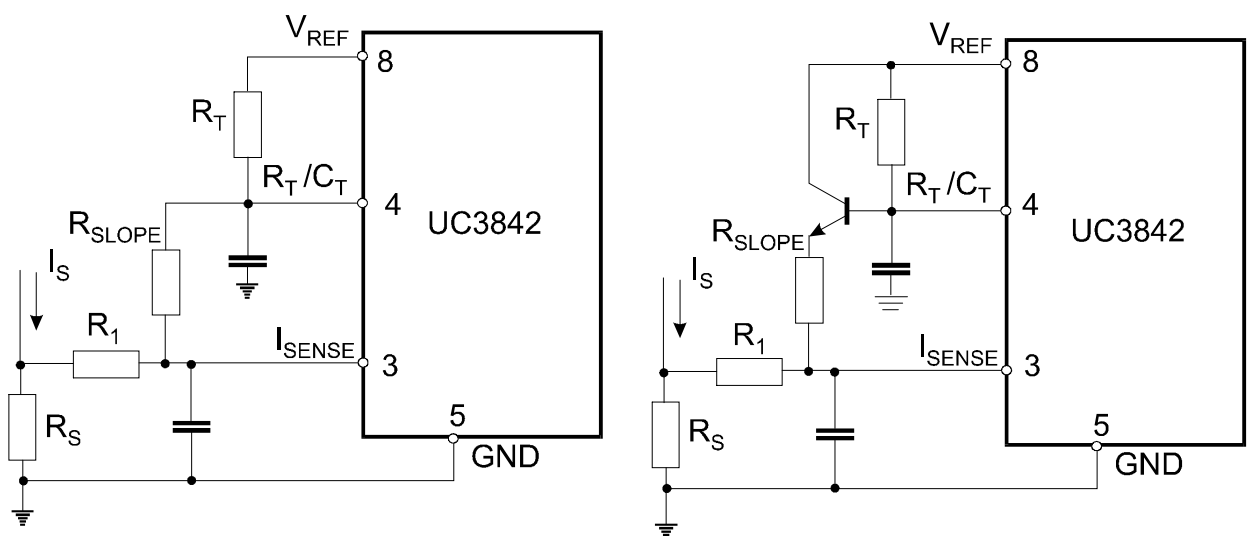 V_REF
8
R_T
R_T/C_T
4
UC3842
R_SLOPE
I_S
R_1
I_SENSE
3
R_S
5
GND
V_REF
8
R_T
R_T/C_T
4
UC3842
R_SLOPE
I_S
R_1
I_SENSE
3
R_S
5
GND